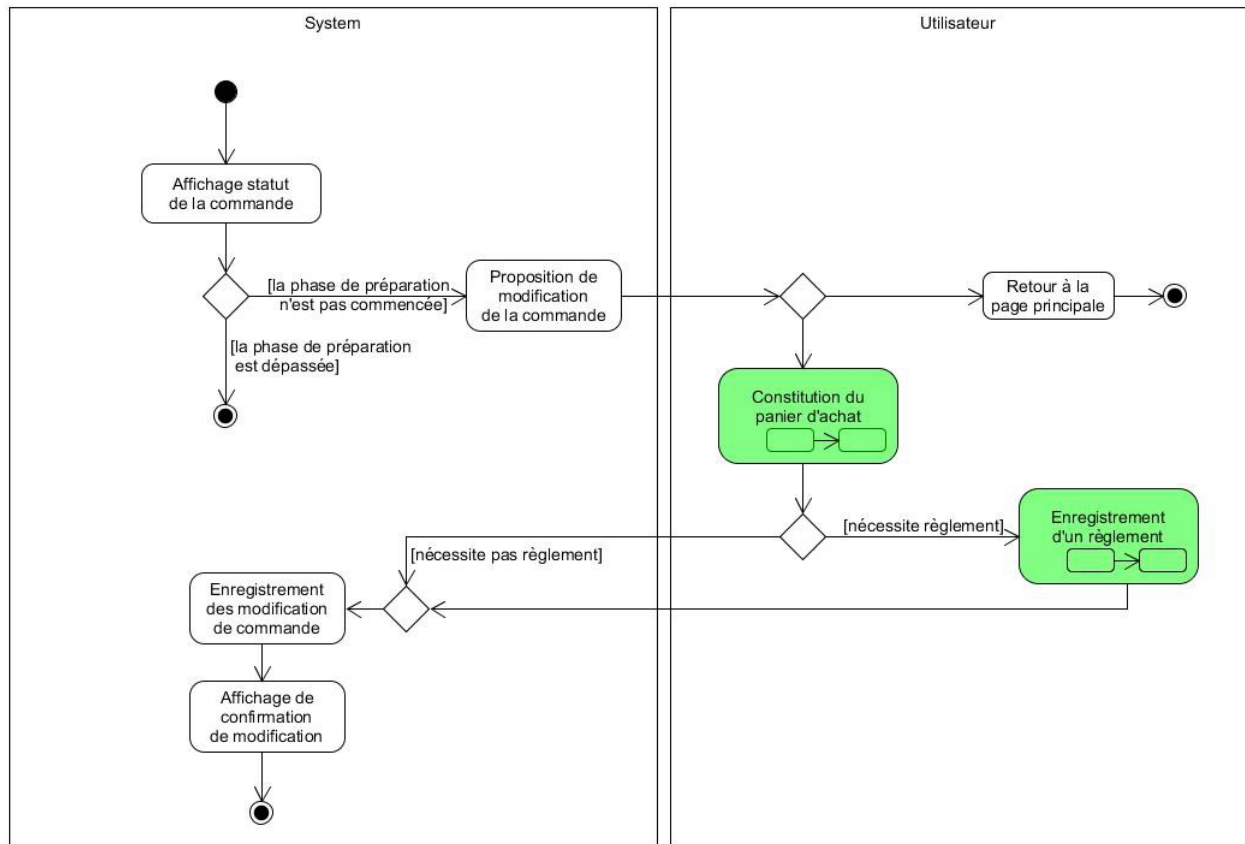 System
Utilisateur
Affichage statut
de la commande
[la phase de préparation
n'est pas commencée]
Proposition de
modification
de la commande
Retour à la
page principale
[la phase de préparation
est dépassée]
Constitution du
panier d'achat
[nécessite règlement]
Enregistrement
d'un règlement
[nécessite pas règlement]
Enregistrement
des modification
de commande
Affichage de
confirmation
de modification